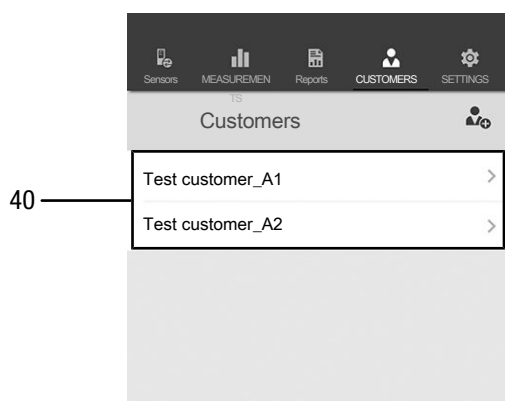 Sensors MEASUREMEN Reports CUSTOMERS SETTINGS
TS
Customers
Test customer_A1
40
Test customer_A2